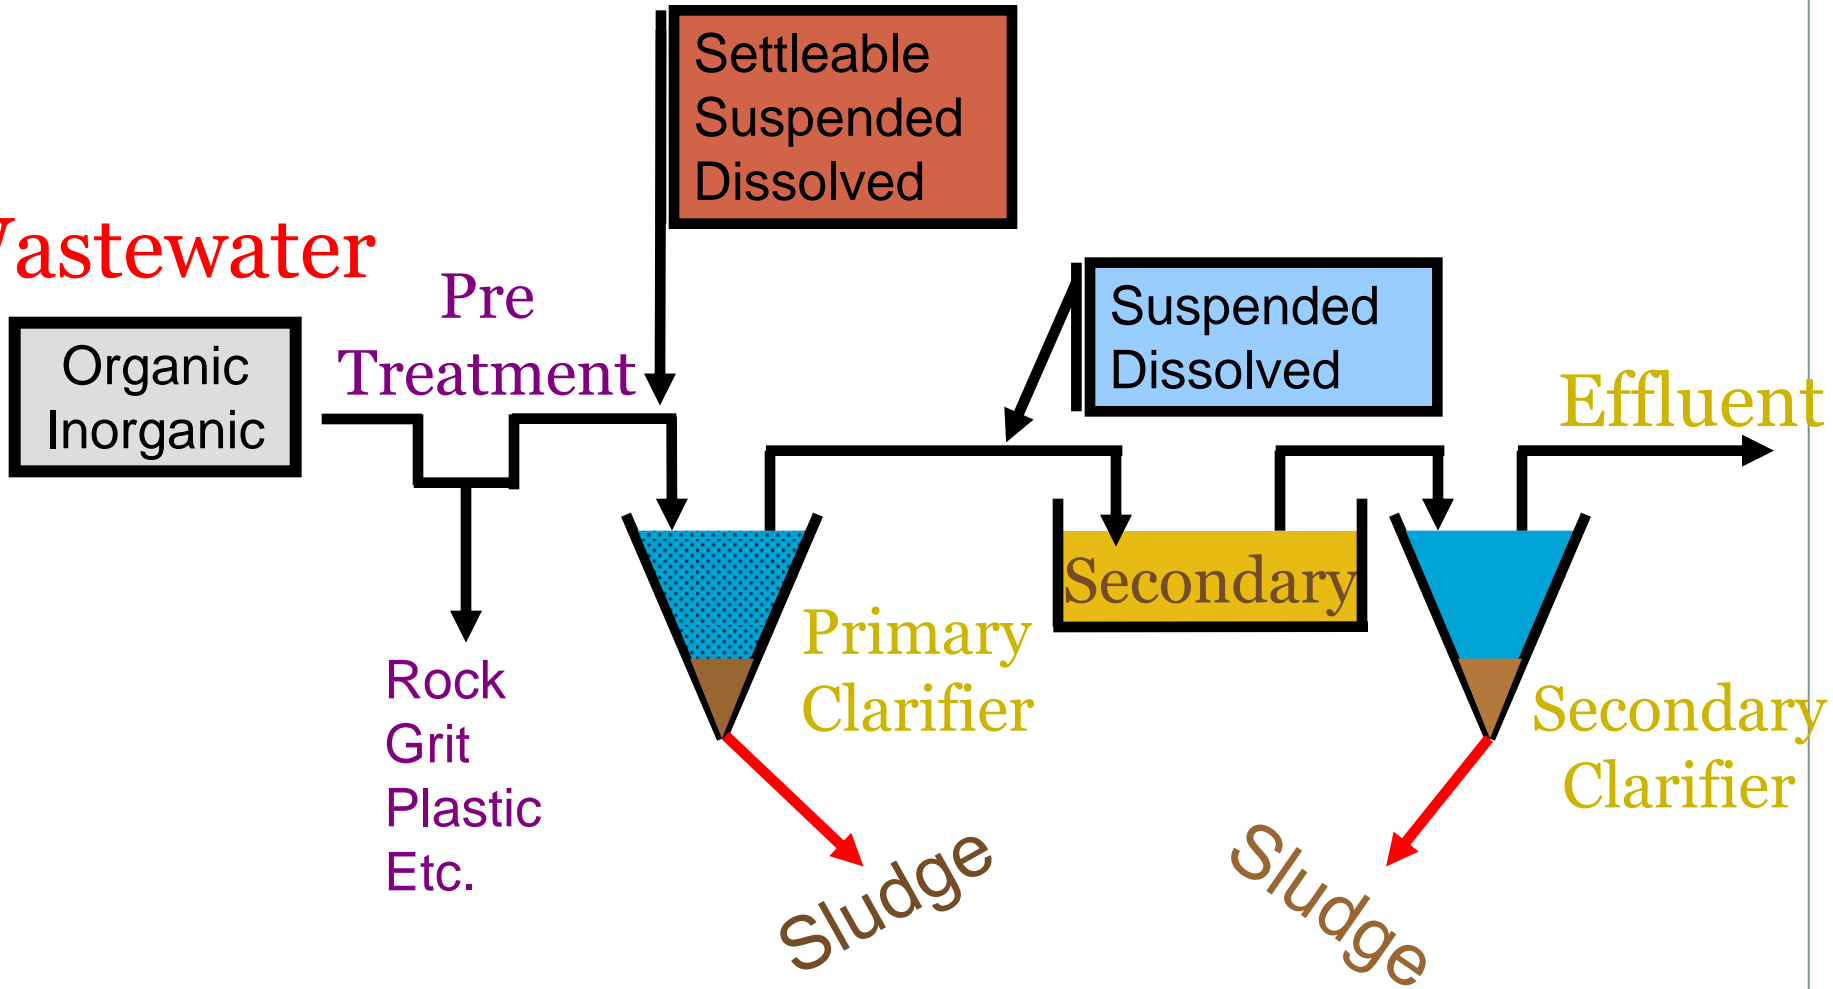 Settleable
Suspended
Dissolved
Wastewater
Pre
Treatment
Organic
Inorganic
Suspended
Dissolved
Effluent
Secondary
Primary
Clarifier
Rock
Grit
Plastic
Etc.
Secondary
Clarifier
Sludge
Sludge